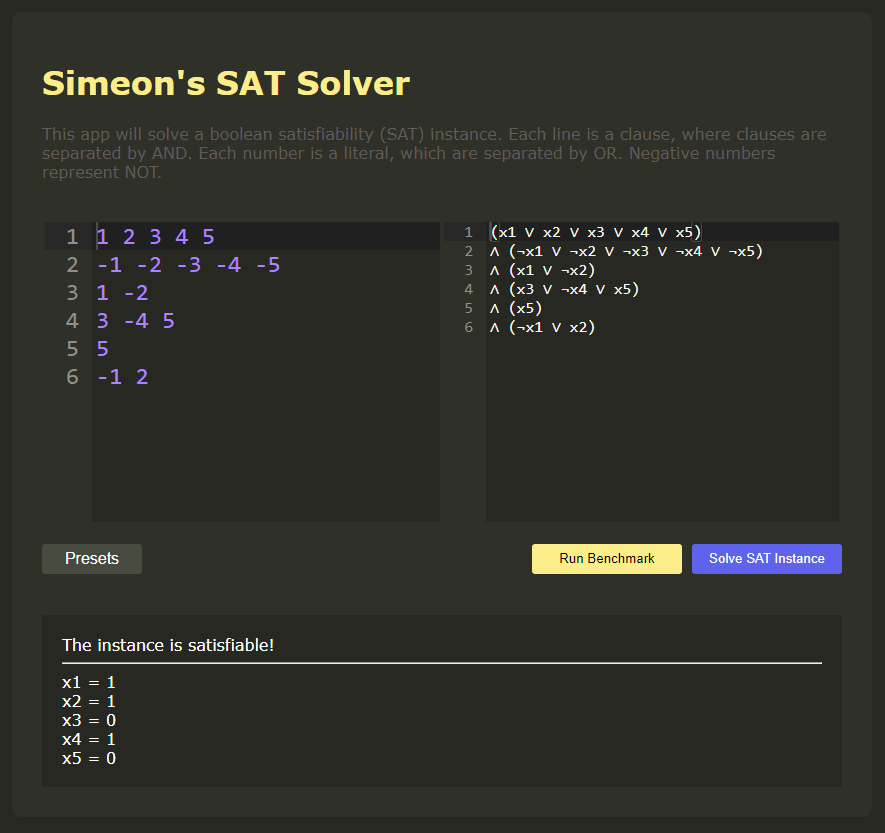 Simeon's SAT Solver
This app will solve a boolean satisfiability (SAT) instance. Each line is a clause, where clauses are
separated by AND. Each number is a literal, which are separated by OR. Negative numbers
represent NOT.
1 1 2 3 4 5
2 -1 -2 -3 -4 -5
3 1 -2
4 3 -4 5
5 5
6 -1 2
1 (x1 ∨ x2 ∨ x3 ∨ x4 ∨ x5)
2 ∧ (¬x1 ∨ ¬x2 ∨ ¬x3 ∨ ¬x4 ∨ ¬x5)
3 ∧ (x1 ∨ ¬x2)
4 ∧ (x3 ∨ ¬x4 ∨ x5)
5 ∧ (x5)
6 ∧ (¬x1 ∨ x2)
Presets
Run Benchmark
Solve SAT Instance
The instance is satisfiable!
x1 = 1
x2 = 1
x3 = 0
x4 = 1
x5 = 0